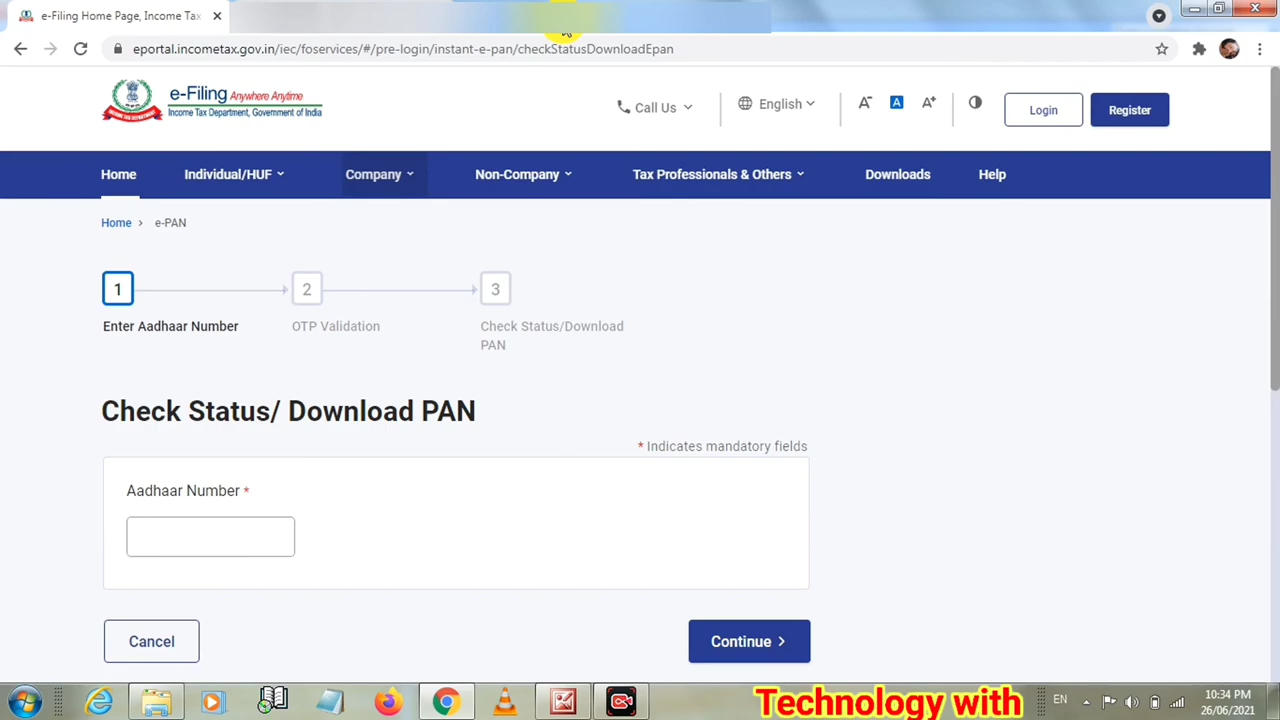 e-Filing Home Page, Income Tax
eportal.incometax.gov.in/iec/foservices/#/pre-login/instant-e-pan/checkStatusDownloadEpan
e-Filing Anywhere Anytime
Income Tax Department, Government of India
Call Us
English
A-
A
A+
Login
Register
Home
Individual/HUF
Company
Non-Company
Tax Professionals & Others
Downloads
Help
Home > e-PAN
1
2
3
Enter Aadhaar Number
OTP Validation
Check Status/Download
PAN
Check Status/ Download PAN
* Indicates mandatory fields
Aadhaar Number *
Cancel
Continue >
Technology with
EN
10:34 PM
26/06/2021